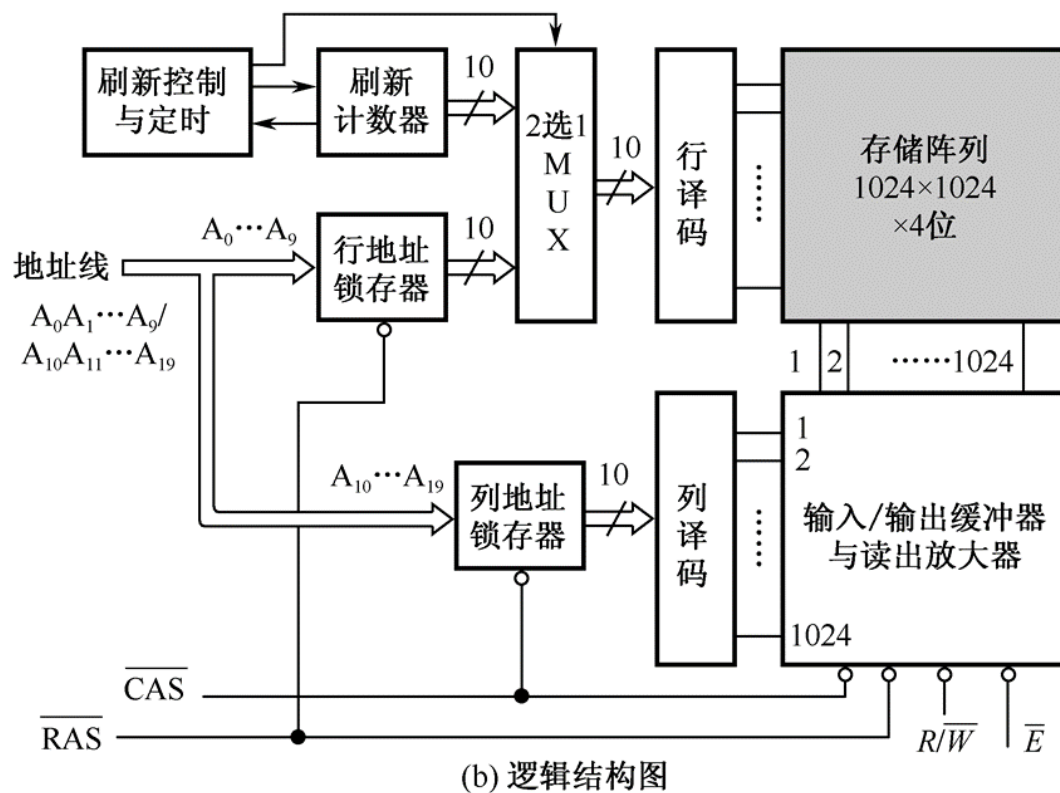 刷新控制
与定时
刷新
计数器
10
2选1
M
U
X
10
行
译
码
存储阵列
1024×1024
×4位
地址线
A₀A₁⋯A₉/
A₁₀A₁₁⋯A₁₉
A₀⋯A₉
行地址
锁存器
10
1 2 ⋯⋯1024
A₁₀⋯A₁₉
列地址
锁存器
10
列
译
码
1
2
1024
输入/输出缓冲器
与读出放大器
C̅A̅S̅
R̅A̅S̅
R/W̅
E̅
(b) 逻辑结构图